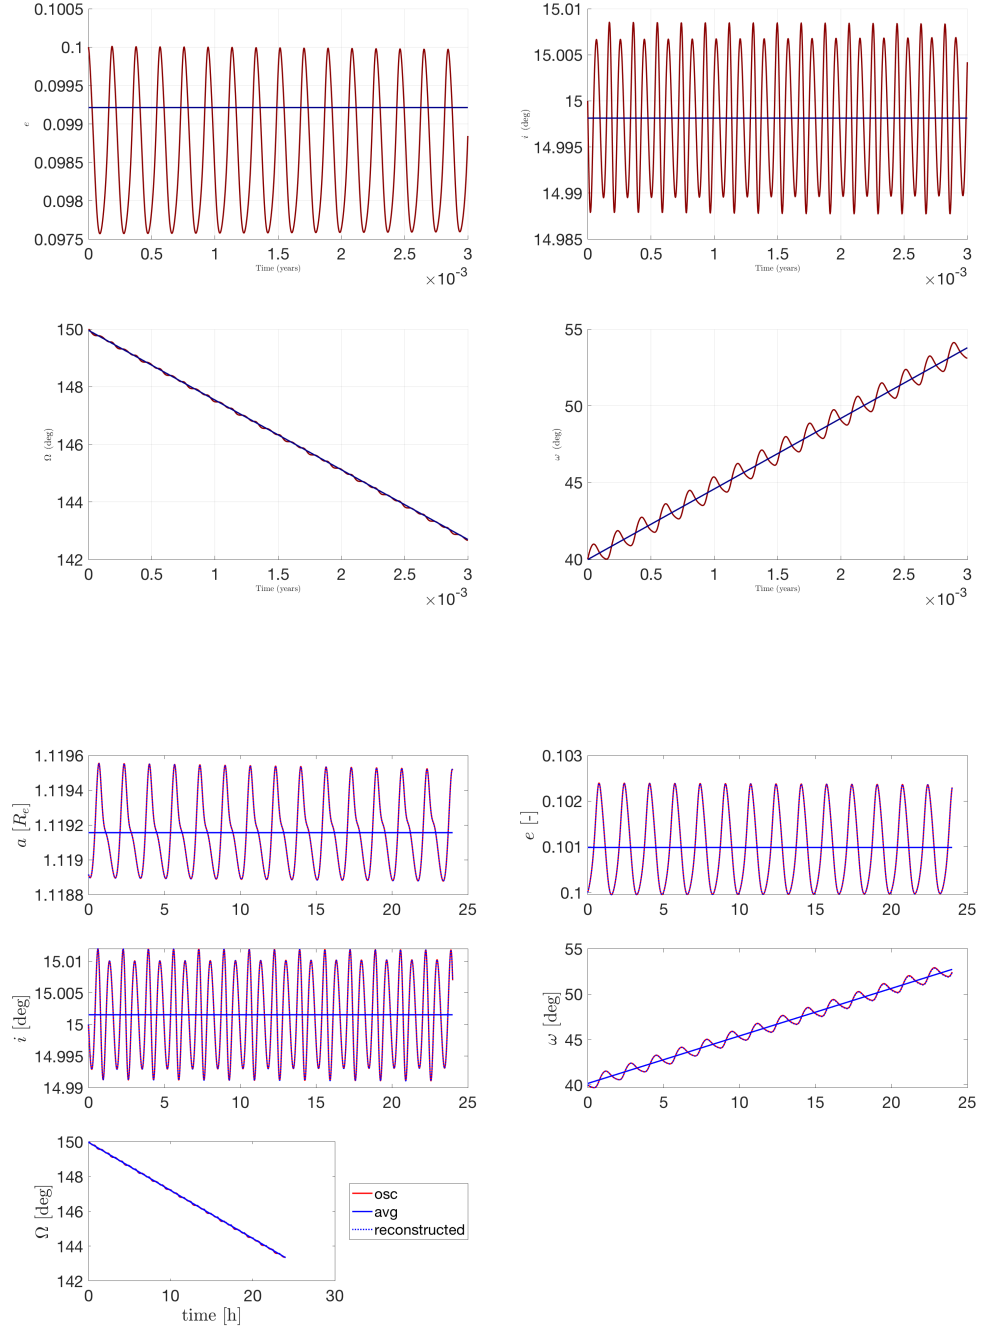 0.1005
0.1
0.0995
0.099
0.0985
0.098
0.0975
e
0 0.5 1 1.5 2 2.5 3
Time (years)
×10⁻³
15.01
15.005
15
14.995
14.99
14.985
i (deg)
0 0.5 1 1.5 2 2.5 3
Time (years)
×10⁻³
150
148
146
144
142
Ω (deg)
0 0.5 1 1.5 2 2.5 3
Time (years)
×10⁻³
55
50
45
40
ω (deg)
0 0.5 1 1.5 2 2.5 3
Time (years)
×10⁻³
1.1196
1.1194
1.1192
1.119
1.1188
a [Rₑ]
0 5 10 15 20 25
0.103
0.102
0.101
0.1
e [-]
0 5 10 15 20 25
15.01
15.005
15
14.995
14.99
i [deg]
0 5 10 15 20 25
55
50
45
40
ω [deg]
0 5 10 15 20 25
150
148
146
144
142
Ω [deg]
0 10 20 30
time [h]
osc
avg
reconstructed